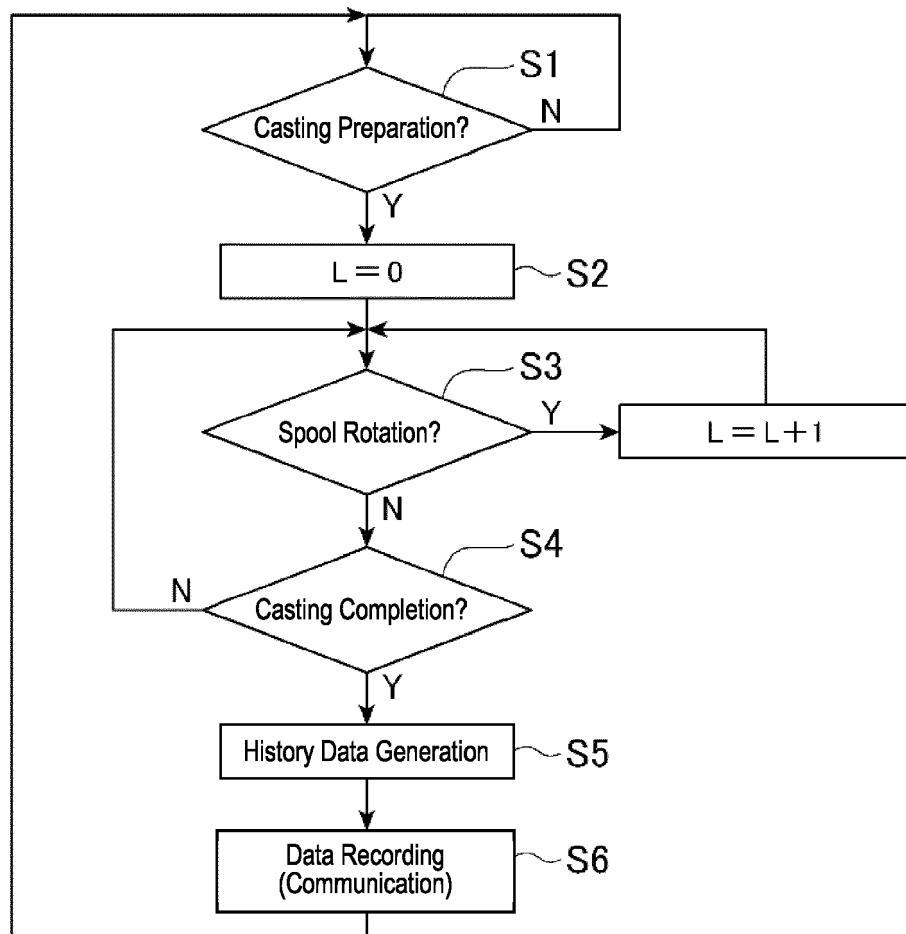 S1
Casting Preparation?
N
Y
L=0
S2
S3
Spool Rotation?
Y
L=L+1
N
S4
N
Casting Completion?
Y
History Data Generation
S5
Data Recording
(Communication)
S6